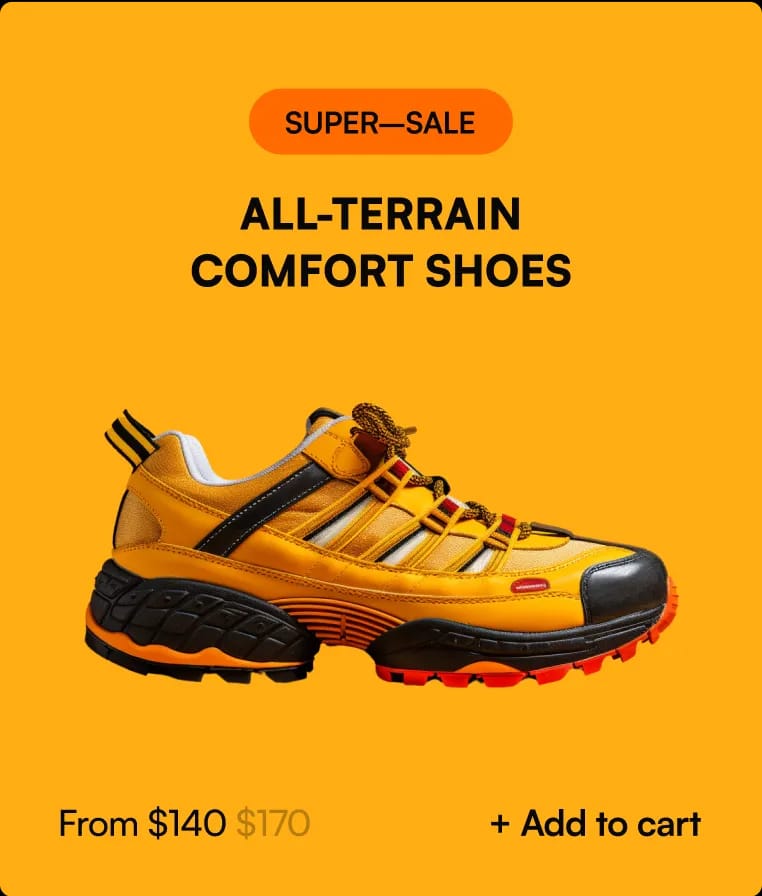 SUPER—SALE
ALL-TERRAIN
COMFORT SHOES
From $140 $170
+ Add to cart